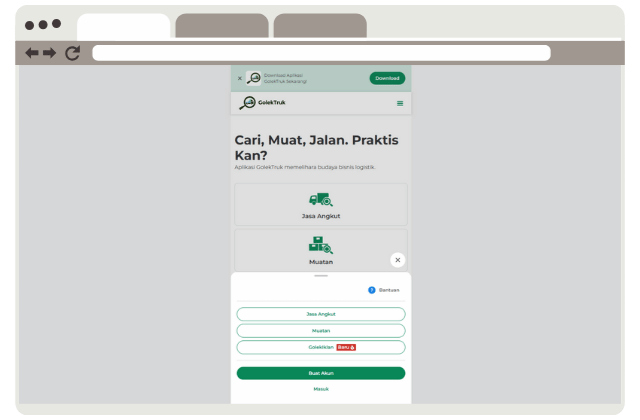 Download Aplikasi
GolekTruk Sekarang!
Download
GolekTruk
Cari, Muat, Jalan. Praktis
Kan?
Aplikasi GolekTruk memelihara budaya bisnis logistik.
Jasa Angkut
Muatan
Bantuan
Jasa Angkut
Muatan
GolekIklan Baru
Buat Akun
Masuk